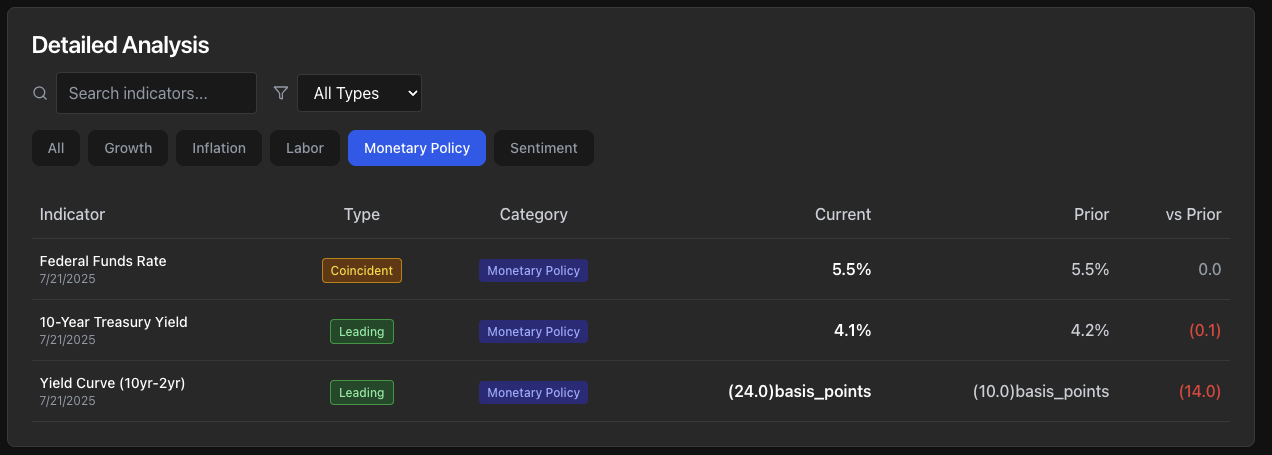 Detailed Analysis
Search indicators...
All Types
All Growth Inflation Labor Monetary Policy Sentiment
Indicator Type Category Current Prior vs Prior
Federal Funds Rate Coincident Monetary Policy 5.5% 5.5% 0.0
7/21/2025
10-Year Treasury Yield Leading Monetary Policy 4.1% 4.2% (0.1)
7/21/2025
Yield Curve (10yr-2yr) Leading Monetary Policy (24.0)basis_points (10.0)basis_points (14.0)
7/21/2025